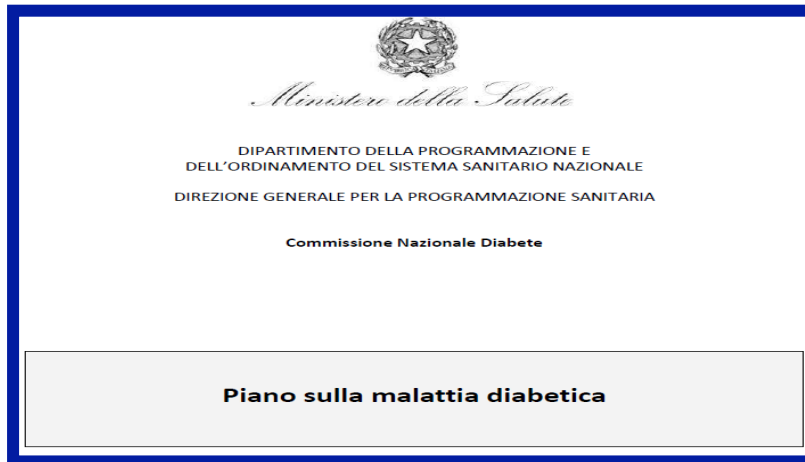 Ministero della Salute
DIPARTIMENTO DELLA PROGRAMMAZIONE E
DELL'ORDINAMENTO DEL SISTEMA SANITARIO NAZIONALE
DIREZIONE GENERALE PER LA PROGRAMMAZIONE SANITARIA
Commissione Nazionale Diabete
Piano sulla malattia diabetica